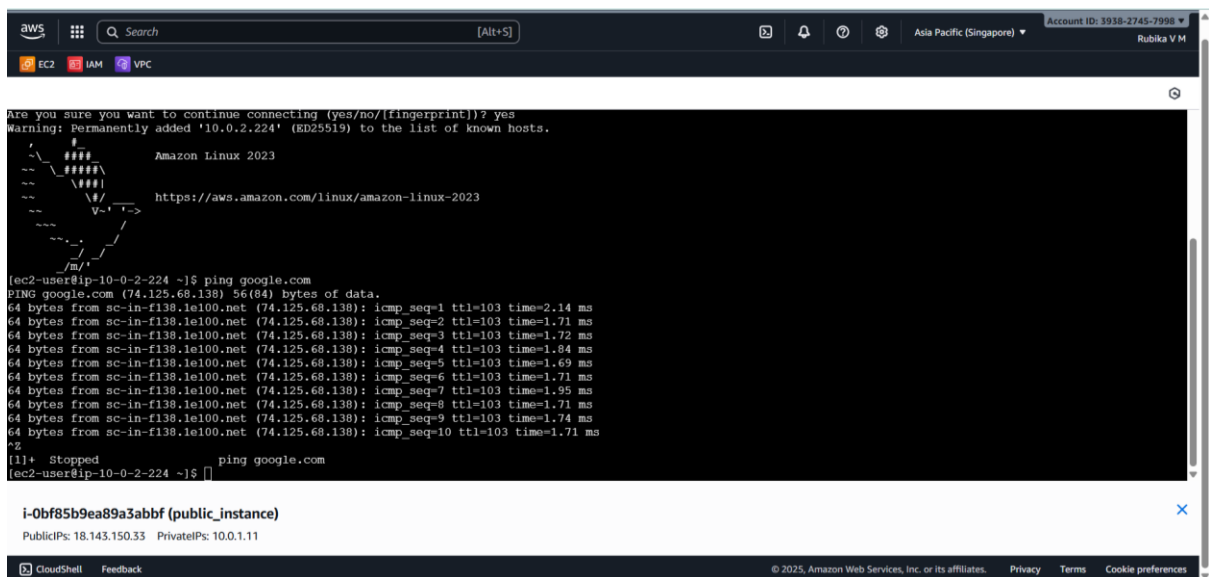 aws
Search [Alt+S]
Asia Pacific (Singapore) ▼
Account ID: 3938-2745-7998 ▼
Rubika V M
EC2 IAM VPC
Are you sure you want to continue connecting (yes/no/[fingerprint])? yes
Warning: Permanently added '10.0.2.224' (ED25519) to the list of known hosts.
   ,     #_
   ~\_  ####_        Amazon Linux 2023
  ~~  \_#####\
  ~~     \###|
  ~~       \#/ ___   https://aws.amazon.com/linux/amazon-linux-2023
   ~~       V~' '->
    ~~~         /
      ~~._.   _/
         _/ _/
       _/m/'
[ec2-user@ip-10-0-2-224 ~]$ ping google.com
PING google.com (74.125.68.138) 56(84) bytes of data.
64 bytes from sc-in-f138.1e100.net (74.125.68.138): icmp_seq=1 ttl=103 time=2.14 ms
64 bytes from sc-in-f138.1e100.net (74.125.68.138): icmp_seq=2 ttl=103 time=1.71 ms
64 bytes from sc-in-f138.1e100.net (74.125.68.138): icmp_seq=3 ttl=103 time=1.72 ms
64 bytes from sc-in-f138.1e100.net (74.125.68.138): icmp_seq=4 ttl=103 time=1.84 ms
64 bytes from sc-in-f138.1e100.net (74.125.68.138): icmp_seq=5 ttl=103 time=1.69 ms
64 bytes from sc-in-f138.1e100.net (74.125.68.138): icmp_seq=6 ttl=103 time=1.71 ms
64 bytes from sc-in-f138.1e100.net (74.125.68.138): icmp_seq=7 ttl=103 time=1.95 ms
64 bytes from sc-in-f138.1e100.net (74.125.68.138): icmp_seq=8 ttl=103 time=1.71 ms
64 bytes from sc-in-f138.1e100.net (74.125.68.138): icmp_seq=9 ttl=103 time=1.74 ms
64 bytes from sc-in-f138.1e100.net (74.125.68.138): icmp_seq=10 ttl=103 time=1.71 ms
^Z
[1]+  Stopped                 ping google.com
[ec2-user@ip-10-0-2-224 ~]$
i-0bf85b9ea89a3abbf (public_instance)
PublicIPs: 18.143.150.33 PrivateIPs: 10.0.1.11
CloudShell Feedback © 2025, Amazon Web Services, Inc. or its affiliates. Privacy Terms Cookie preferences